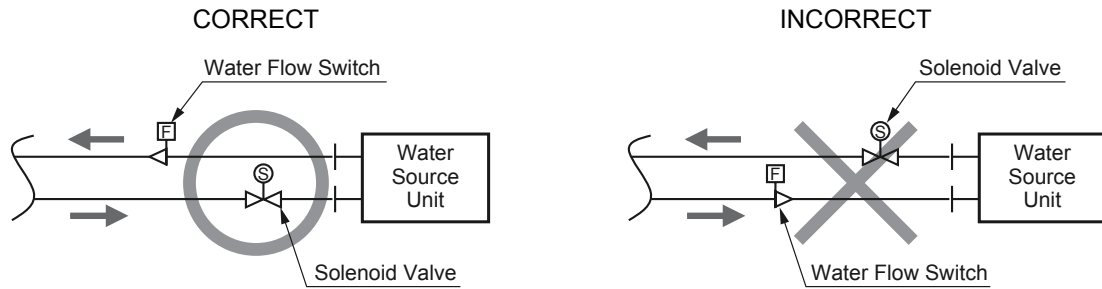 CORRECT
Water Flow Switch
F
S
Water
Source
Unit
Solenoid Valve
INCORRECT
Solenoid Valve
S
F
Water
Source
Unit
Water Flow Switch